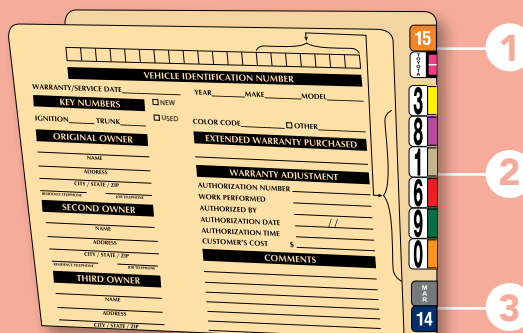 VEHICLE IDENTIFICATION NUMBER
WARRANTY/SERVICE DATE YEAR MAKE MODEL
KEY NUMBERS
NEW
IGNITION TRUNK
USED
COLOR CODE OTHER
ORIGINAL OWNER
EXTENDED WARRANTY PURCHASED
NAME
ADDRESS
CITY / STATE / ZIP
RESIDENCE TELEPHONE JOB TELEPHONE
WARRANTY ADJUSTMENT
AUTHORIZATION NUMBER
WORK PERFORMED
AUTHORIZED BY
AUTHORIZATION DATE / /
AUTHORIZATION TIME
CUSTOMER'S COST $
SECOND OWNER
NAME
ADDRESS
CITY / STATE / ZIP
RESIDENCE TELEPHONE JOB TELEPHONE
COMMENTS
THIRD OWNER
NAME
ADDRESS
CITY / STATE / ZIP
15
TOYOTA
3
8
1
6
9
0
MAR
14
1
2
3